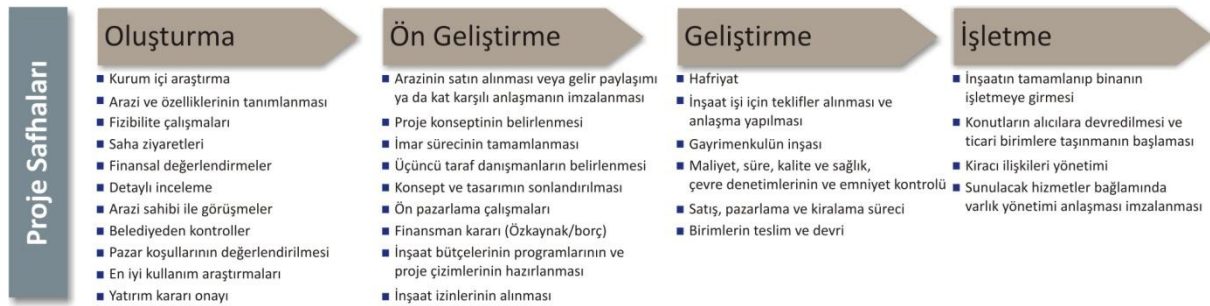 Proje Safhaları
Oluşturma
Kurum içi araştırma
Arazi ve özelliklerinin tanımlanması
Fizibilite çalışmaları
Saha ziyaretleri
Finansal değerlendirmeler
Detaylı inceleme
Arazi sahibi ile görüşmeler
Belediyeden kontroller
Pazar koşullarının değerlendirilmesi
En iyi kullanım araştırmaları
Yatırım kararı onayı
Ön Geliştirme
Arazinin satın alınması veya gelir paylaşımı
ya da kat karşılı anlaşmanın imzalanması
Proje konseptinin belirlenmesi
İmar sürecinin tamamlanması
Üçüncü taraf danışmanların belirlenmesi
Konsept ve tasarımın sonlandırılması
Ön pazarlama çalışmaları
Finansman kararı (Özkaynak/borç)
İnşaat bütçelerinin programlarının ve
proje çizimlerinin hazırlanması
İnşaat izinlerinin alınması
Geliştirme
Hafriyat
İnşaat işi için teklifler alınması ve
anlaşma yapılması
Gayrimenkulün inşası
Maliyet, süre, kalite ve sağlık,
çevre denetimlerinin ve emniyet kontrolü
Satış, pazarlama ve kiralama süreci
Birimlerin teslim ve devri
İşletme
İnşaatın tamamlanıp binanın
işletmeye girmesi
Konutların alıcılara devredilmesi ve
ticari birimlere taşınmanın başlaması
Kiracı ilişkileri yönetimi
Sunulacak hizmetler bağlamında
varlık yönetimi anlaşması imzalanması